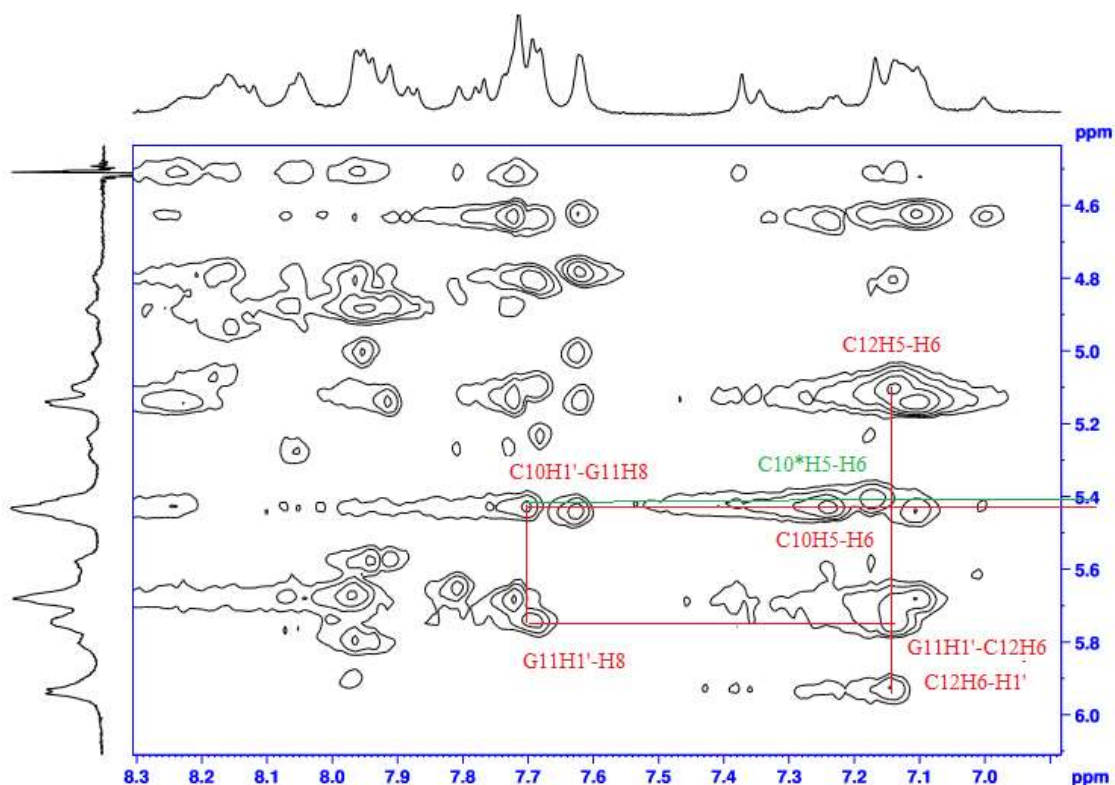 ppm
4.6
4.8
5.0
C12H5-H6
5.2
C10*H5-H6
C10H1'-G11H8
5.4
C10H5-H6
5.6
G11H1'-C12H6
G11H1'-H8
5.8
C12H6-H1'
6.0
8.3 8.2 8.1 8.0 7.9 7.8 7.7 7.6 7.5 7.4 7.3 7.2 7.1 7.0 ppm